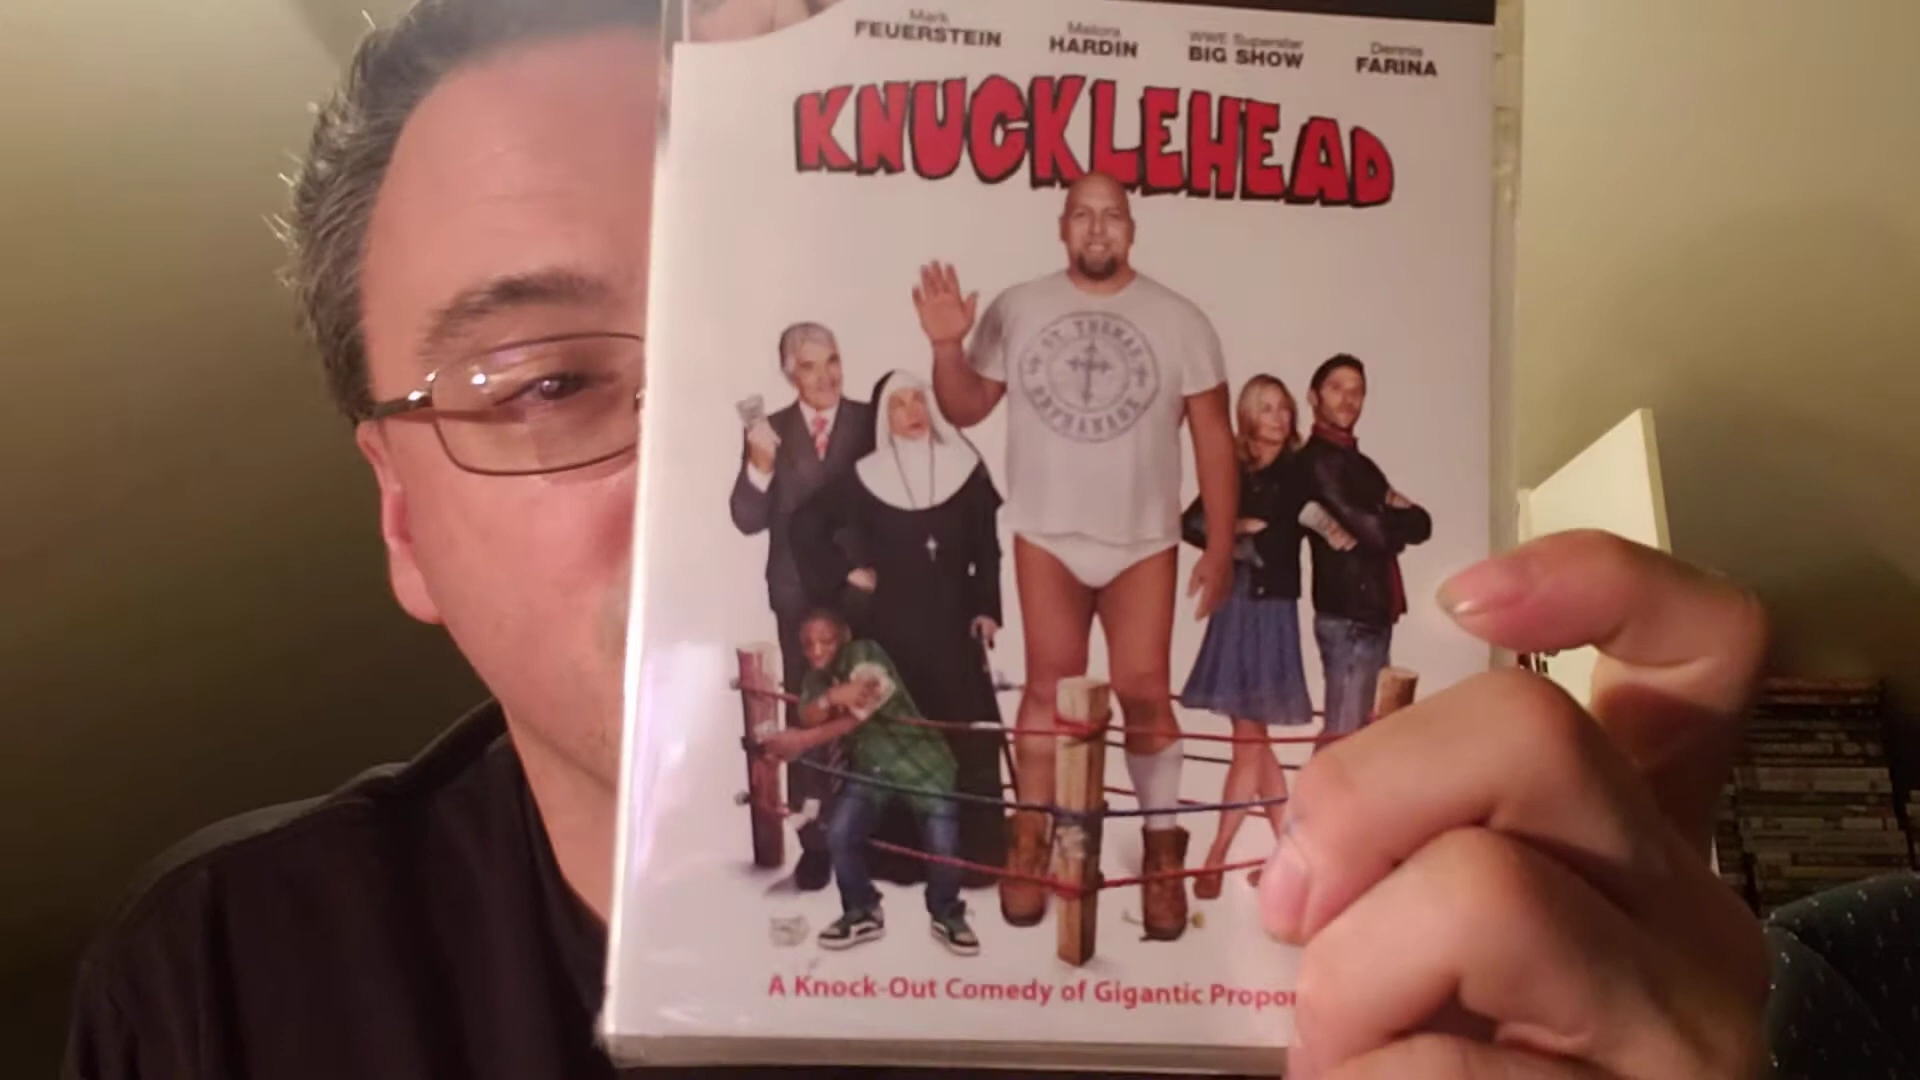 Mark
FEUERSTEIN
Melora
HARDIN
WWE Superstar
BIG SHOW
Dennis
FARINA
KNUCKLEHEAD
ST. THOMAS
ORPHANAGE
A Knock-Out Comedy of Gigantic Propor